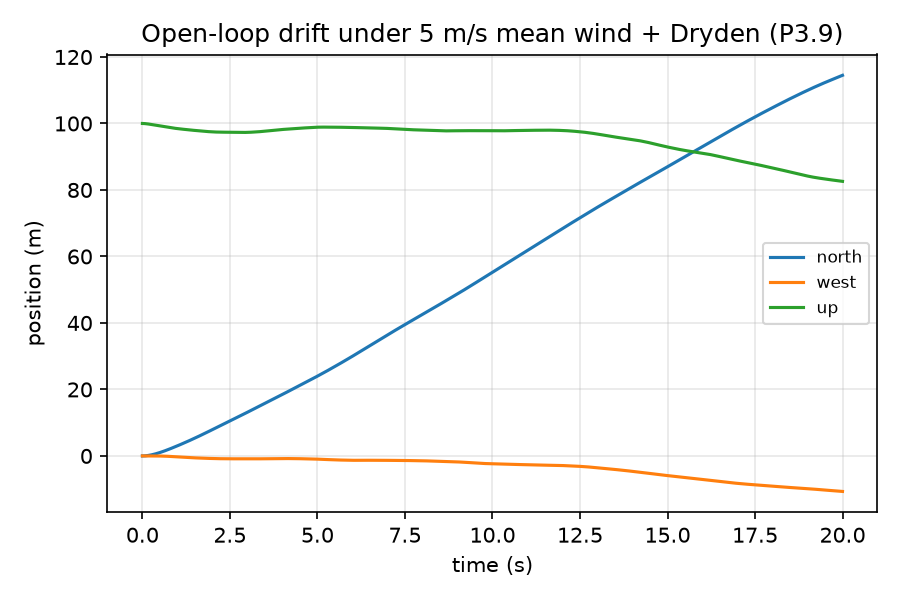 Open-loop drift under 5 m/s mean wind + Dryden (P3.9)
120
100
80
60
40
20
0
position (m)
north
west
up
0.0 2.5 5.0 7.5 10.0 12.5 15.0 17.5 20.0
time (s)